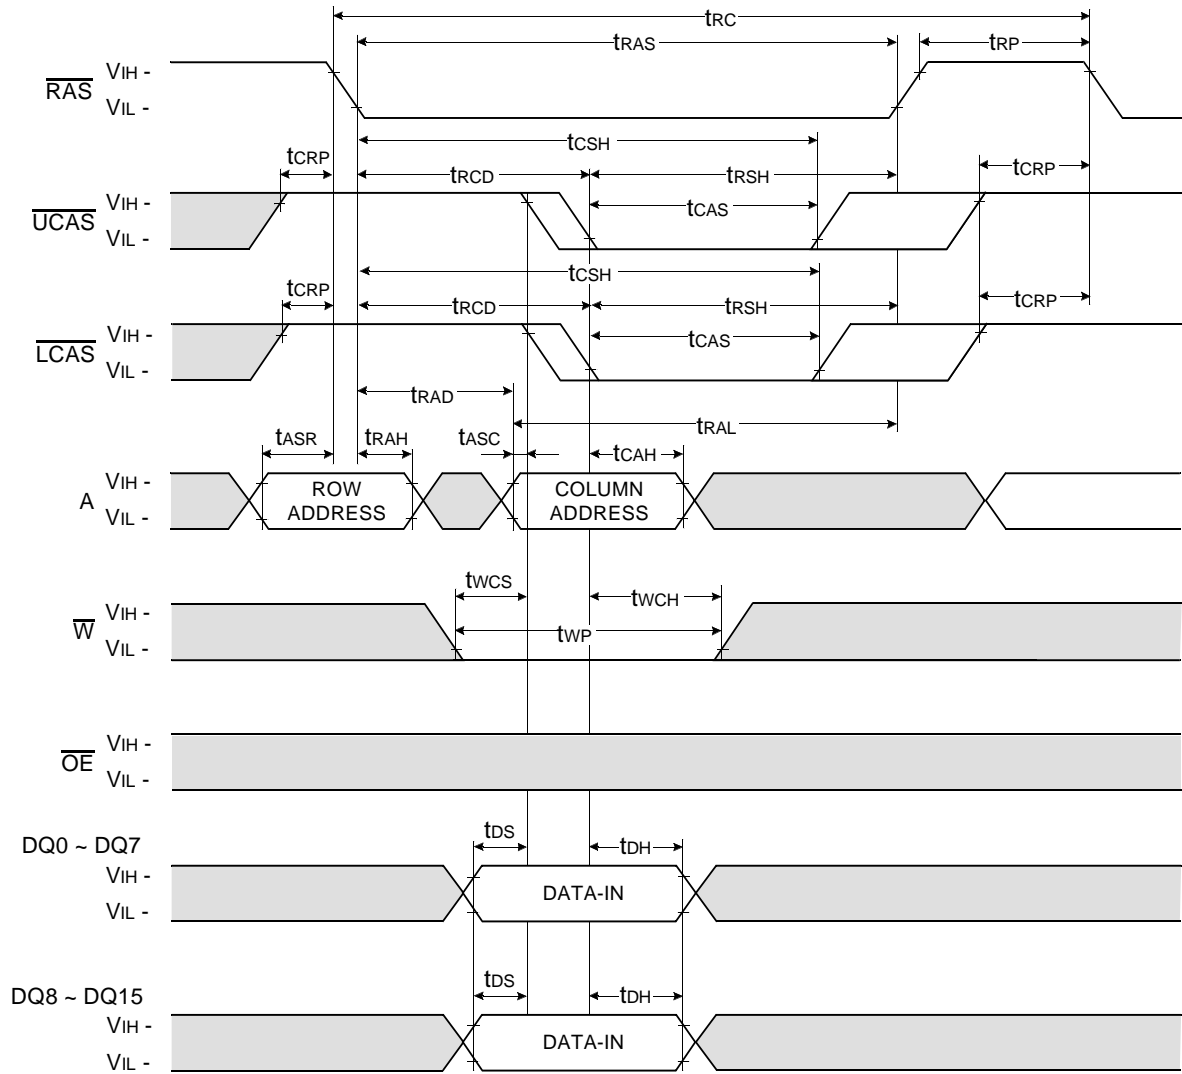 tRC
tRAS
tRP
RAS
VIH -
VIL -
tCSH
tCRP
tRCD
tRSH
tCRP
UCAS
VIH -
VIL -
tCAS
tCSH
tCRP
tRCD
tRSH
tCRP
LCAS
VIH -
VIL -
tCAS
tRAD
tRAL
tASR
tRAH
tASC
tCAH
A
VIH -
VIL -
ROW
ADDRESS
COLUMN
ADDRESS
tWCS
tWCH
W
VIH -
VIL -
tWP
OE
VIH -
VIL -
DQ0 ~ DQ7
VIH -
VIL -
tDS
tDH
DATA-IN
DQ8 ~ DQ15
VIH -
VIL -
tDS
tDH
DATA-IN